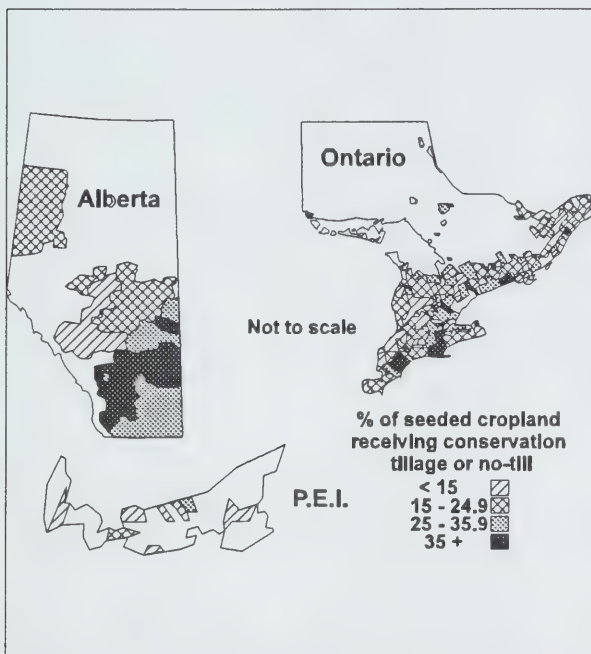 Alberta
Ontario
Not to scale
P.E.I.
% of seeded cropland
receiving conservation
tillage or no-till
< 15
15 - 24.9
25 - 35.9
35 +